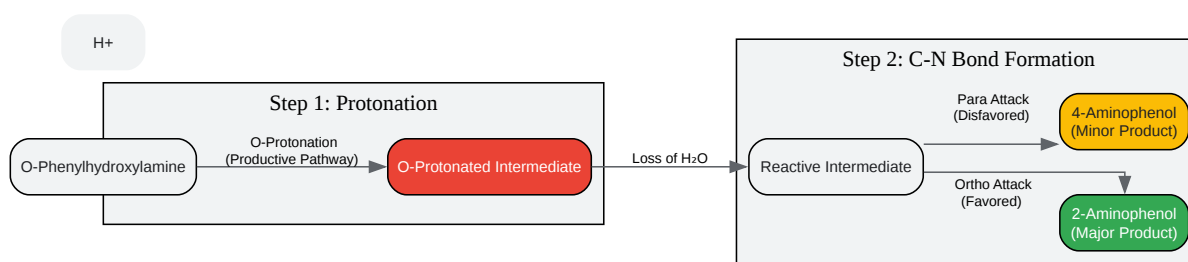 H+
Step 1: Protonation
O-Phenylhydroxylamine
O-Protonation
(Productive Pathway)
O-Protonated Intermediate
Loss of H₂O
Step 2: C-N Bond Formation
Reactive Intermediate
Para Attack
(Disfavored)
4-Aminophenol
(Minor Product)
Ortho Attack
(Favored)
2-Aminophenol
(Major Product)